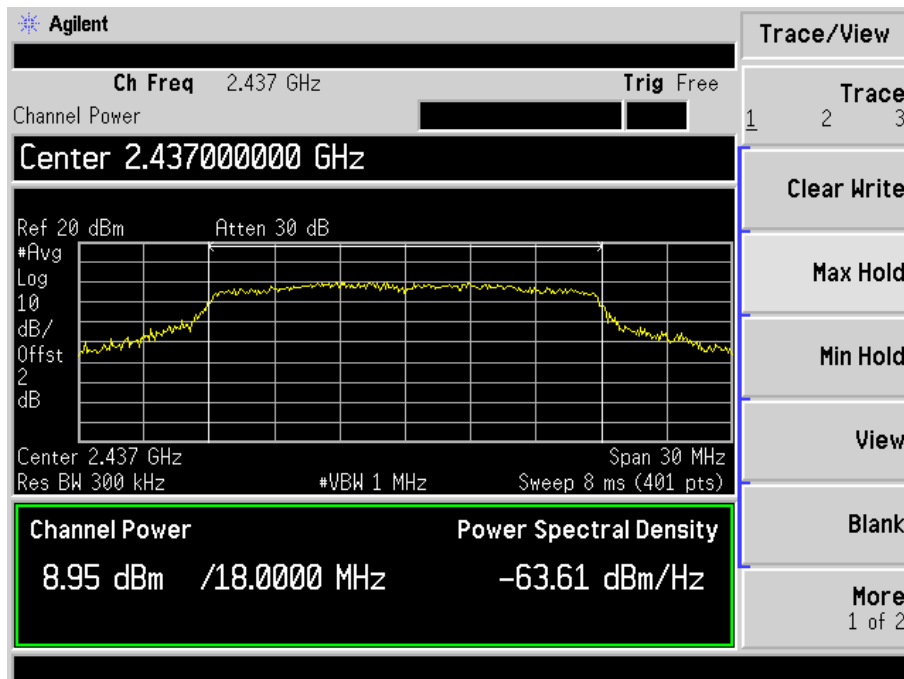 Agilent
Trace/View
Ch Freq 2.437 GHz Trig Free
Channel Power
Trace
1 2 3
Center 2.437000000 GHz
Clear Write
Ref 20 dBm Atten 30 dB
#Avg
Log
10
dB/
Offst
2
dB
Max Hold
Min Hold
Center 2.437 GHz Span 30 MHz
Res BW 300 kHz #VBW 1 MHz Sweep 8 ms (401 pts)
View
Channel Power Power Spectral Density
8.95 dBm /18.0000 MHz -63.61 dBm/Hz
Blank
More
1 of 2